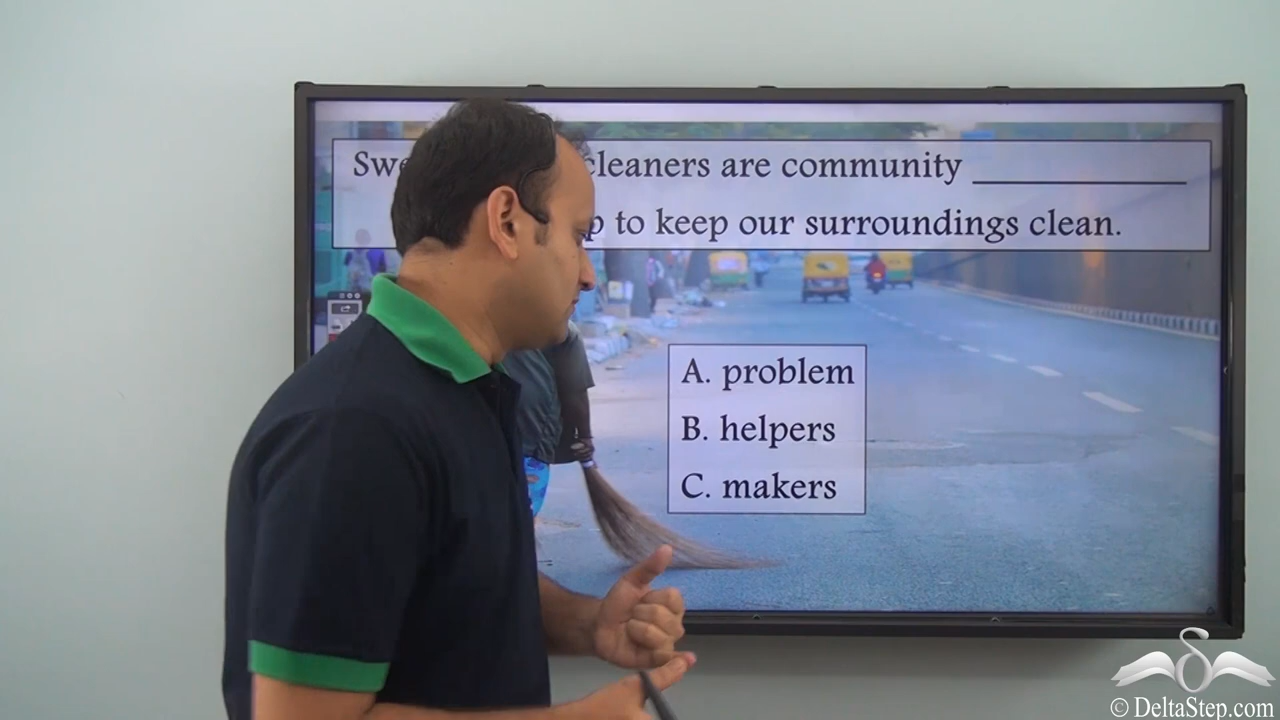 Swe cleaners are community
p to keep our surroundings clean.
A. problem
B. helpers
C. makers
© DeltaStep.com